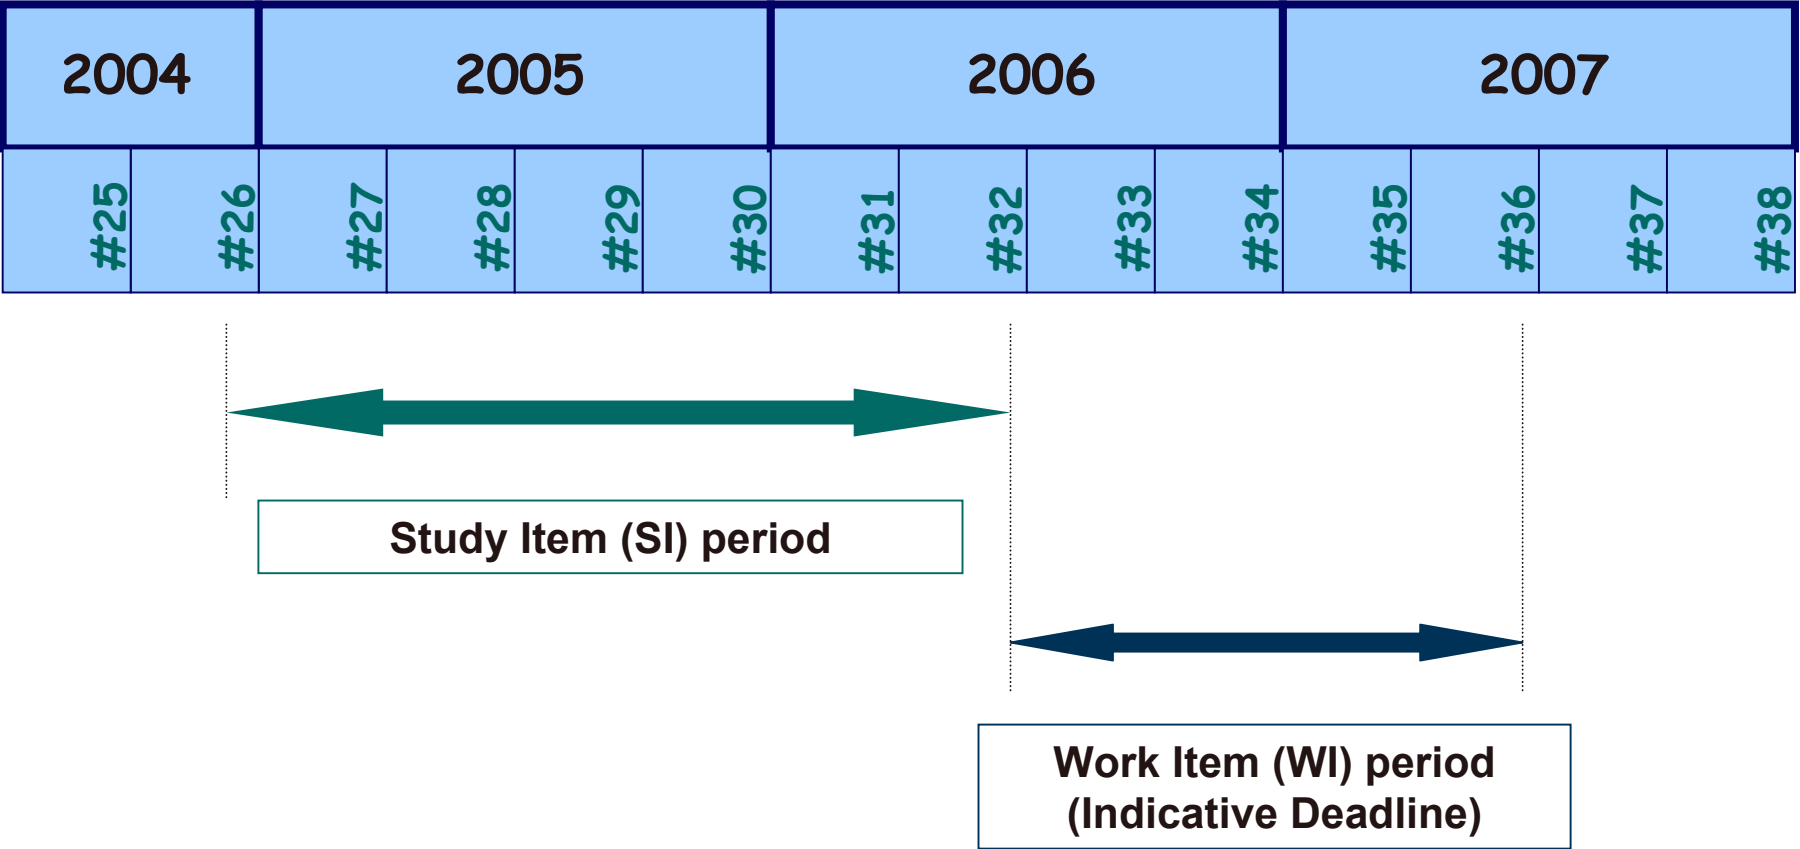 2004 2005 2006 2007
#25 #26 #27 #28 #29 #30 #31 #32 #33 #34 #35 #36 #37 #38
Study Item (SI) period
Work Item (WI) period
(Indicative Deadline)